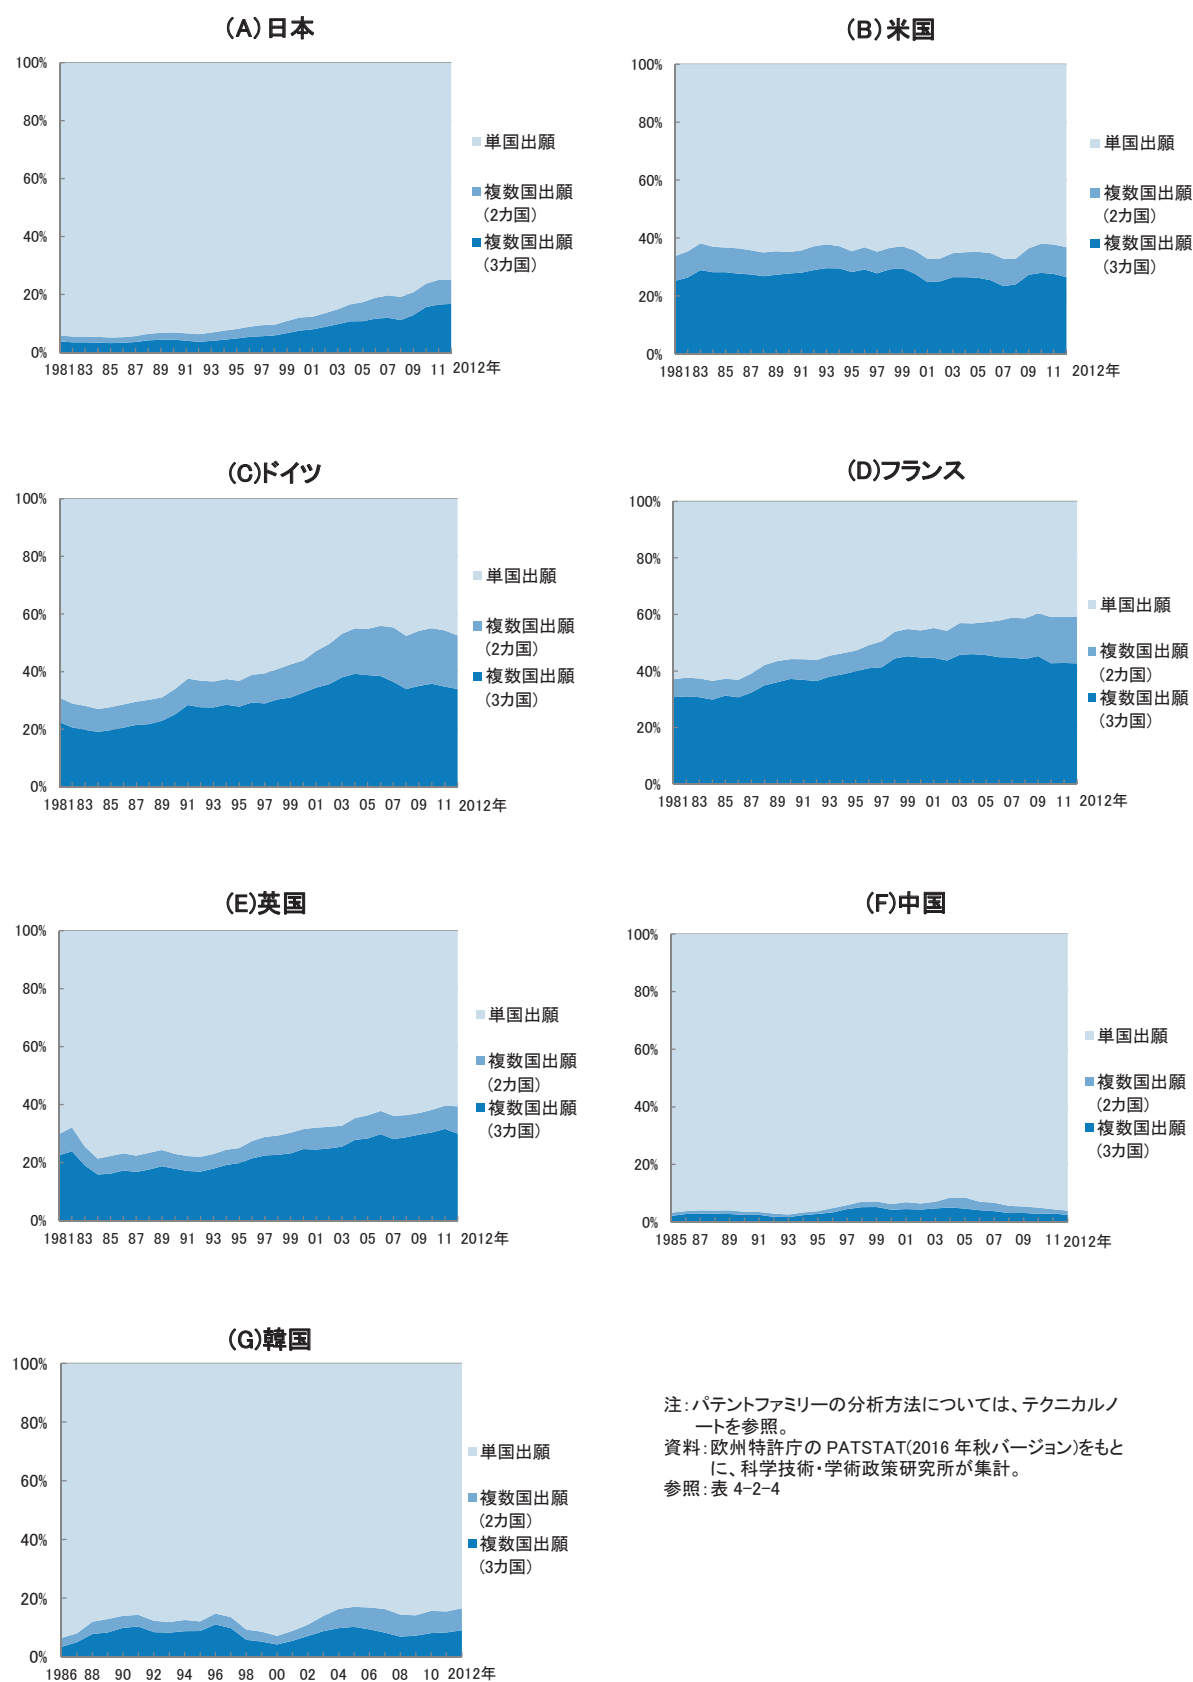 (A)日本
100%
80%
60%
40%
20%
0%
1981 83 85 87 89 91 93 95 97 99 01 03 05 07 09 11 2012年
単国出願
複数国出願
(2カ国)
複数国出願
(3カ国)
(B)米国
100%
80%
60%
40%
20%
0%
1981 83 85 87 89 91 93 95 97 99 01 03 05 07 09 11 2012年
単国出願
複数国出願
(2カ国)
複数国出願
(3カ国)
(C)ドイツ
100%
80%
60%
40%
20%
0%
1981 83 85 87 89 91 93 95 97 99 01 03 05 07 09 11 2012年
単国出願
複数国出願
(2カ国)
複数国出願
(3カ国)
(D)フランス
100%
80%
60%
40%
20%
0%
1981 83 85 87 89 91 93 95 97 99 01 03 05 07 09 11 2012年
単国出願
複数国出願
(2カ国)
複数国出願
(3カ国)
(E)英国
100%
80%
60%
40%
20%
0%
1981 83 85 87 89 91 93 95 97 99 01 03 05 07 09 11 2012年
単国出願
複数国出願
(2カ国)
複数国出願
(3カ国)
(F)中国
100%
80%
60%
40%
20%
0%
1985 87 89 91 93 95 97 99 01 03 05 07 09 11 2012年
単国出願
複数国出願
(2カ国)
複数国出願
(3カ国)
(G)韓国
100%
80%
60%
40%
20%
0%
1986 88 90 92 94 96 98 00 02 04 06 08 10 2012年
単国出願
複数国出願
(2カ国)
複数国出願
(3カ国)
注:パテントファミリーの分析方法については、テクニカルノ
ートを参照。
資料:欧州特許庁の PATSTAT(2016 年秋バージョン)をもと
に、科学技術・学術政策研究所が集計。
参照:表 4-2-4